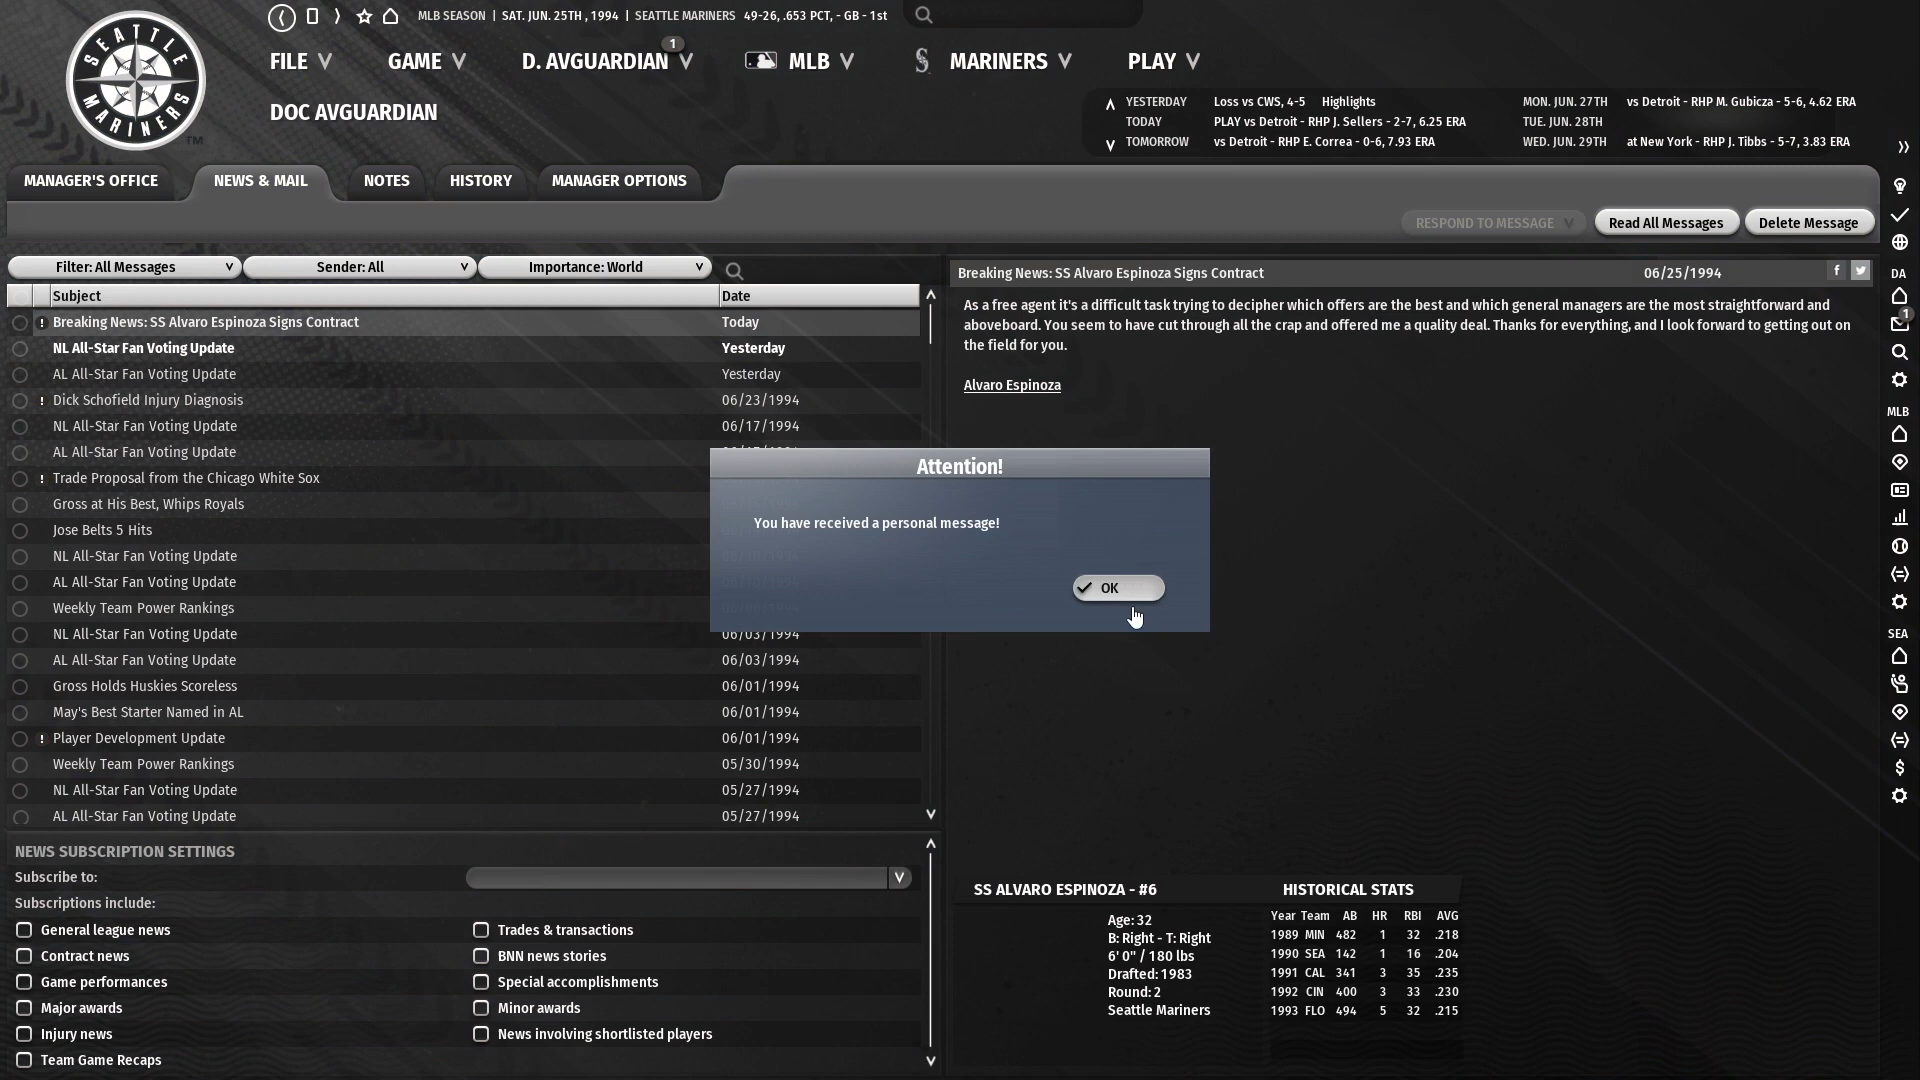 SEATTLE MARINERS
TM
MLB SEASON | SAT. JUN. 25TH , 1994 | SEATTLE MARINERS 49-26, .653 PCT, - GB - 1st
FILE
GAME
D. AVGUARDIAN
1
MLB
MARINERS
PLAY
DOC AVGUARDIAN
YESTERDAY Loss vs CWS, 4-5 Highlights
TODAY PLAY vs Detroit - RHP J. Sellers - 2-7, 6.25 ERA
TOMORROW vs Detroit - RHP E. Correa - 0-6, 7.93 ERA
MON. JUN. 27TH vs Detroit - RHP M. Gubicza - 5-6, 4.62 ERA
TUE. JUN. 28TH
WED. JUN. 29TH at New York - RHP J. Tibbs - 5-7, 3.83 ERA
MANAGER'S OFFICE
NEWS & MAIL
NOTES
HISTORY
MANAGER OPTIONS
RESPOND TO MESSAGE
Read All Messages
Delete Message
Filter: All Messages
Sender: All
Importance: World
Subject Date
! Breaking News: SS Alvaro Espinoza Signs Contract Today
NL All-Star Fan Voting Update Yesterday
AL All-Star Fan Voting Update Yesterday
! Dick Schofield Injury Diagnosis 06/23/1994
NL All-Star Fan Voting Update 06/17/1994
AL All-Star Fan Voting Update
! Trade Proposal from the Chicago White Sox
Gross at His Best, Whips Royals
Jose Belts 5 Hits
NL All-Star Fan Voting Update
AL All-Star Fan Voting Update
Weekly Team Power Rankings
NL All-Star Fan Voting Update 06/03/1994
AL All-Star Fan Voting Update 06/03/1994
Gross Holds Huskies Scoreless 06/01/1994
May's Best Starter Named in AL 06/01/1994
! Player Development Update 06/01/1994
Weekly Team Power Rankings 05/30/1994
NL All-Star Fan Voting Update 05/27/1994
AL All-Star Fan Voting Update 05/27/1994
Breaking News: SS Alvaro Espinoza Signs Contract 06/25/1994
As a free agent it's a difficult task trying to decipher which offers are the best and which general managers are the most straightforward and
aboveboard. You seem to have cut through all the crap and offered me a quality deal. Thanks for everything, and I look forward to getting out on
the field for you.
Alvaro Espinoza
Attention!
You have received a personal message!
OK
NEWS SUBSCRIPTION SETTINGS
Subscribe to:
Subscriptions include:
General league news Trades & transactions
Contract news BNN news stories
Game performances Special accomplishments
Major awards Minor awards
Injury news News involving shortlisted players
Team Game Recaps
SS ALVARO ESPINOZA - #6
Age: 32
B: Right - T: Right
6' 0" / 180 lbs
Drafted: 1983
Round: 2
Seattle Mariners
HISTORICAL STATS
Year Team AB HR RBI AVG
1989 MIN 482 1 32 .218
1990 SEA 142 1 16 .204
1991 CAL 341 3 35 .235
1992 CIN 400 3 33 .230
1993 FLO 494 5 32 .215
DA
1
MLB
SEA
$